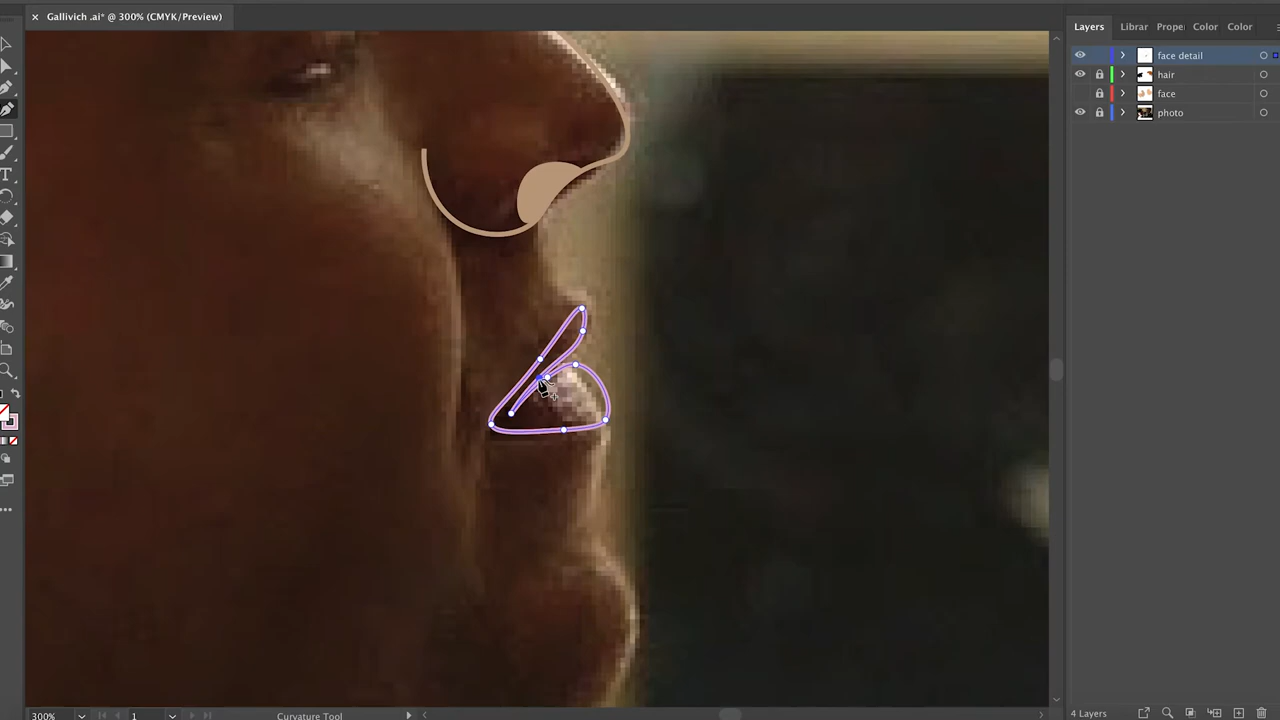 Gallivich .ai* @ 300% (CMYK/Preview)
Layers Librar Prope Color Color
face detail
hair
face
photo
300% 1 Curvature Tool
4 Layers